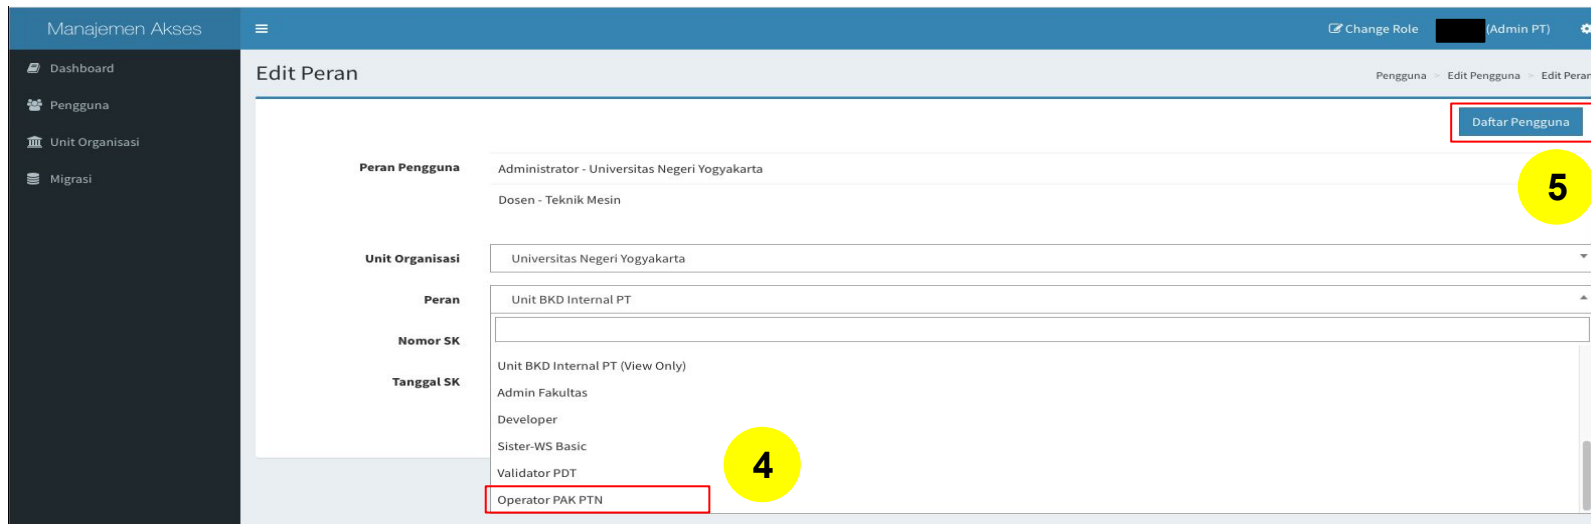 Manajemen Akses
Change Role (Admin PT)
Dashboard
Pengguna
Unit Organisasi
Migrasi
Edit Peran
Pengguna > Edit Pengguna > Edit Peran
Daftar Pengguna
5
Peran Pengguna
Administrator - Universitas Negeri Yogyakarta
Dosen - Teknik Mesin
Unit Organisasi
Universitas Negeri Yogyakarta
Peran
Unit BKD Internal PT
Nomor SK
Tanggal SK
Unit BKD Internal PT (View Only)
Admin Fakultas
Developer
Sister-WS Basic
Validator PDT
Operator PAK PTN
4